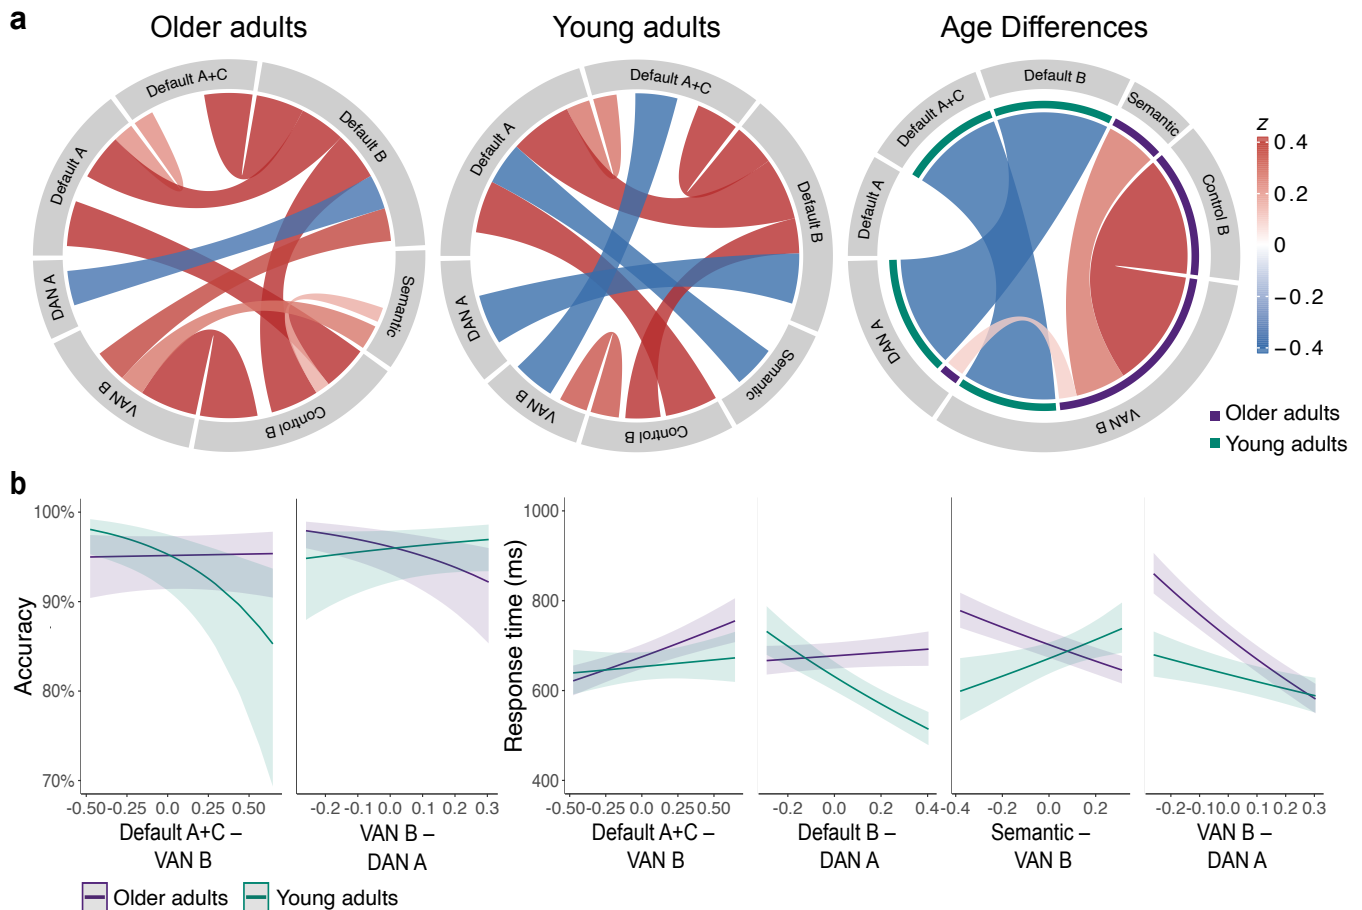 a
Older adults
Young adults
Age Differences
Default A+C
Default B
Semantic
Control B
VAN B
DAN A
Default A
Default A+C
Default B
Semantic
Control B
VAN B
DAN A
Default A
Default A+C
Default B
Semantic
Control B
VAN B
DAN A
Default A
z
0.4
0.2
0
−0.2
−0.4
Older adults
Young adults
b
Accuracy
100%
90%
80%
70%
-0.50 -0.25 0.0 0.25 0.50
Default A+C –
VAN B
-0.2 -0.1 0.0 0.1 0.2 0.3
VAN B –
DAN A
Response time (ms)
1000
800
600
400
-0.50 -0.25 0.0 0.25 0.50
Default A+C –
VAN B
-0.2 0.0 0.2 0.4
Default B –
DAN A
-0.4 -0.2 0.0 0.2
Semantic –
VAN B
-0.2 -0.1 0.0 0.1 0.2 0.3
VAN B –
DAN A
Older adults
Young adults